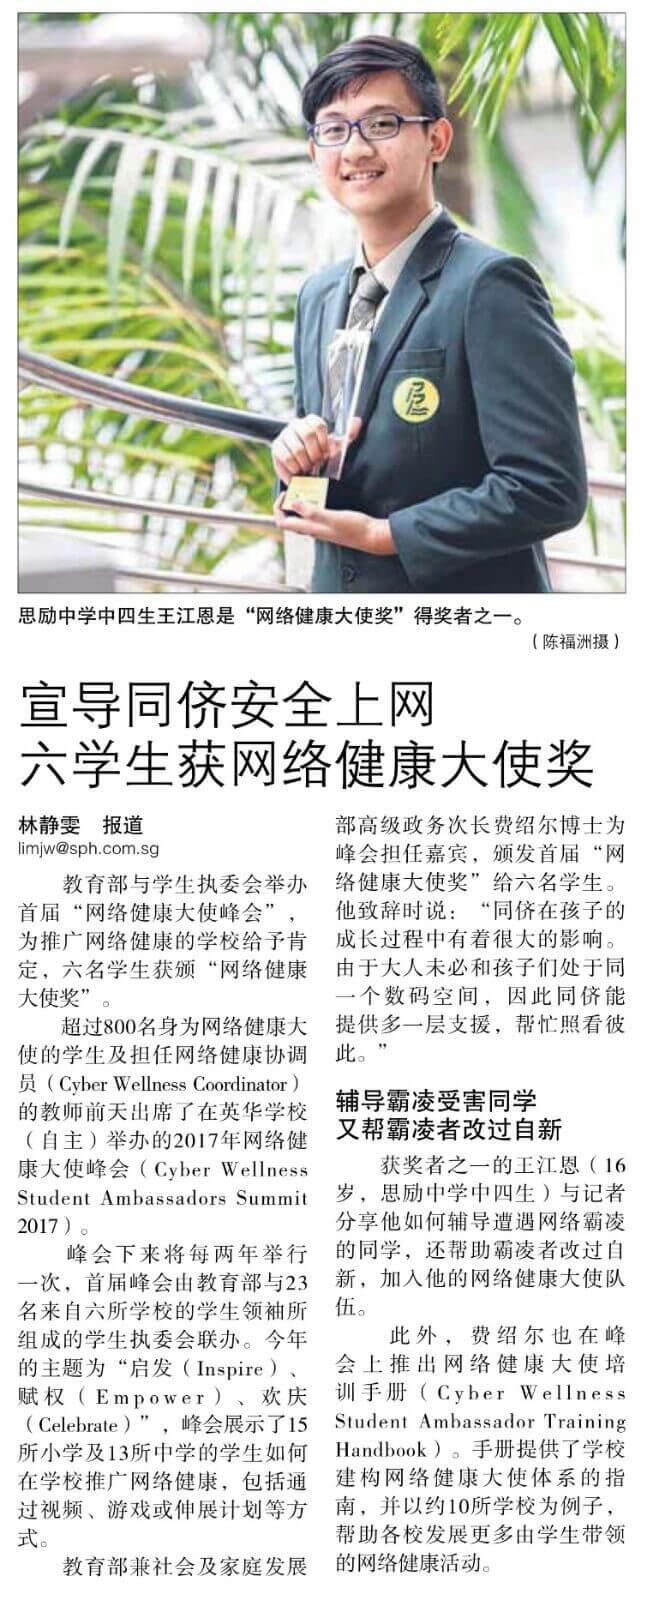 思励中学中四生王江恩是“网络健康大使奖”得奖者之一。
（陈福洲摄）
宣导同侪安全上网
六学生获网络健康大使奖
林静雯 报道
limjw@sph.com.sg
教育部与学生执委会举办
首届“网络健康大使峰会”，
为推广网络健康的学校给予肯
定，六名学生获颁“网络健康
大使奖”。
超过800名身为网络健康大
使的学生及担任网络健康协调
员（Cyber Wellness Coordinator）
的教师前天出席了在英华学校
（自主）举办的2017年网络健
康大使峰会（Cyber Wellness
Student Ambassadors Summit
2017）。
峰会下来将每两年举行
一次，首届峰会由教育部与23
名来自六所学校的学生领袖所
组成的学生执委会联办。今年
的主题为“启发（Inspire）、
赋权（Empower）、欢庆
（Celebrate）”，峰会展示了15
所小学及13所中学的学生如何
在学校推广网络健康，包括通
过视频、游戏或伸展计划等方
式。
教育部兼社会及家庭发展
部高级政务次长费绍尔博士为
峰会担任嘉宾，颁发首届“网
络健康大使奖”给六名学生。
他致辞时说：“同侪在孩子的
成长过程中有着很大的影响。
由于大人未必和孩子们处于同
一个数码空间，因此同侪能
提供多一层支援，帮忙照看彼
此。”
辅导霸凌受害同学
又帮霸凌者改过自新
获奖者之一的王江恩（16
岁，思励中学中四生）与记者
分享他如何辅导遭遇网络霸凌
的同学，还帮助霸凌者改过自
新，加入他的网络健康大使队
伍。
此外，费绍尔也在峰
会上推出网络健康大使培
训手册（Cyber Wellness
Student Ambassador Training
Handbook）。手册提供了学校
建构网络健康大使体系的指
南，并以约10所学校为例子，
帮助各校发展更多由学生带领
的网络健康活动。